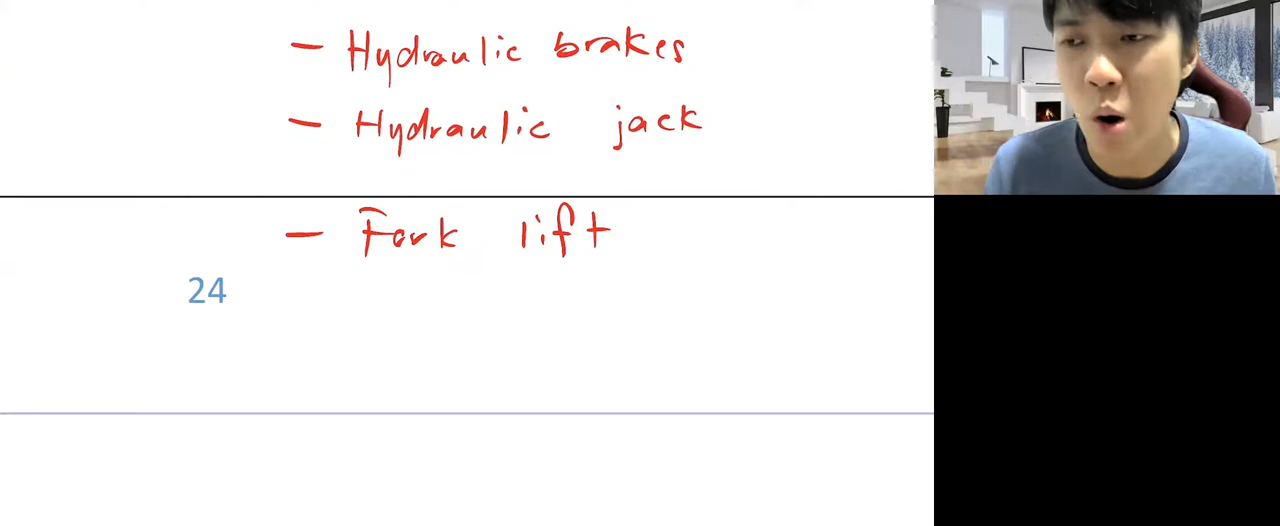 – Hydraulic brakes
– Hydraulic jack
– Fork lift
24